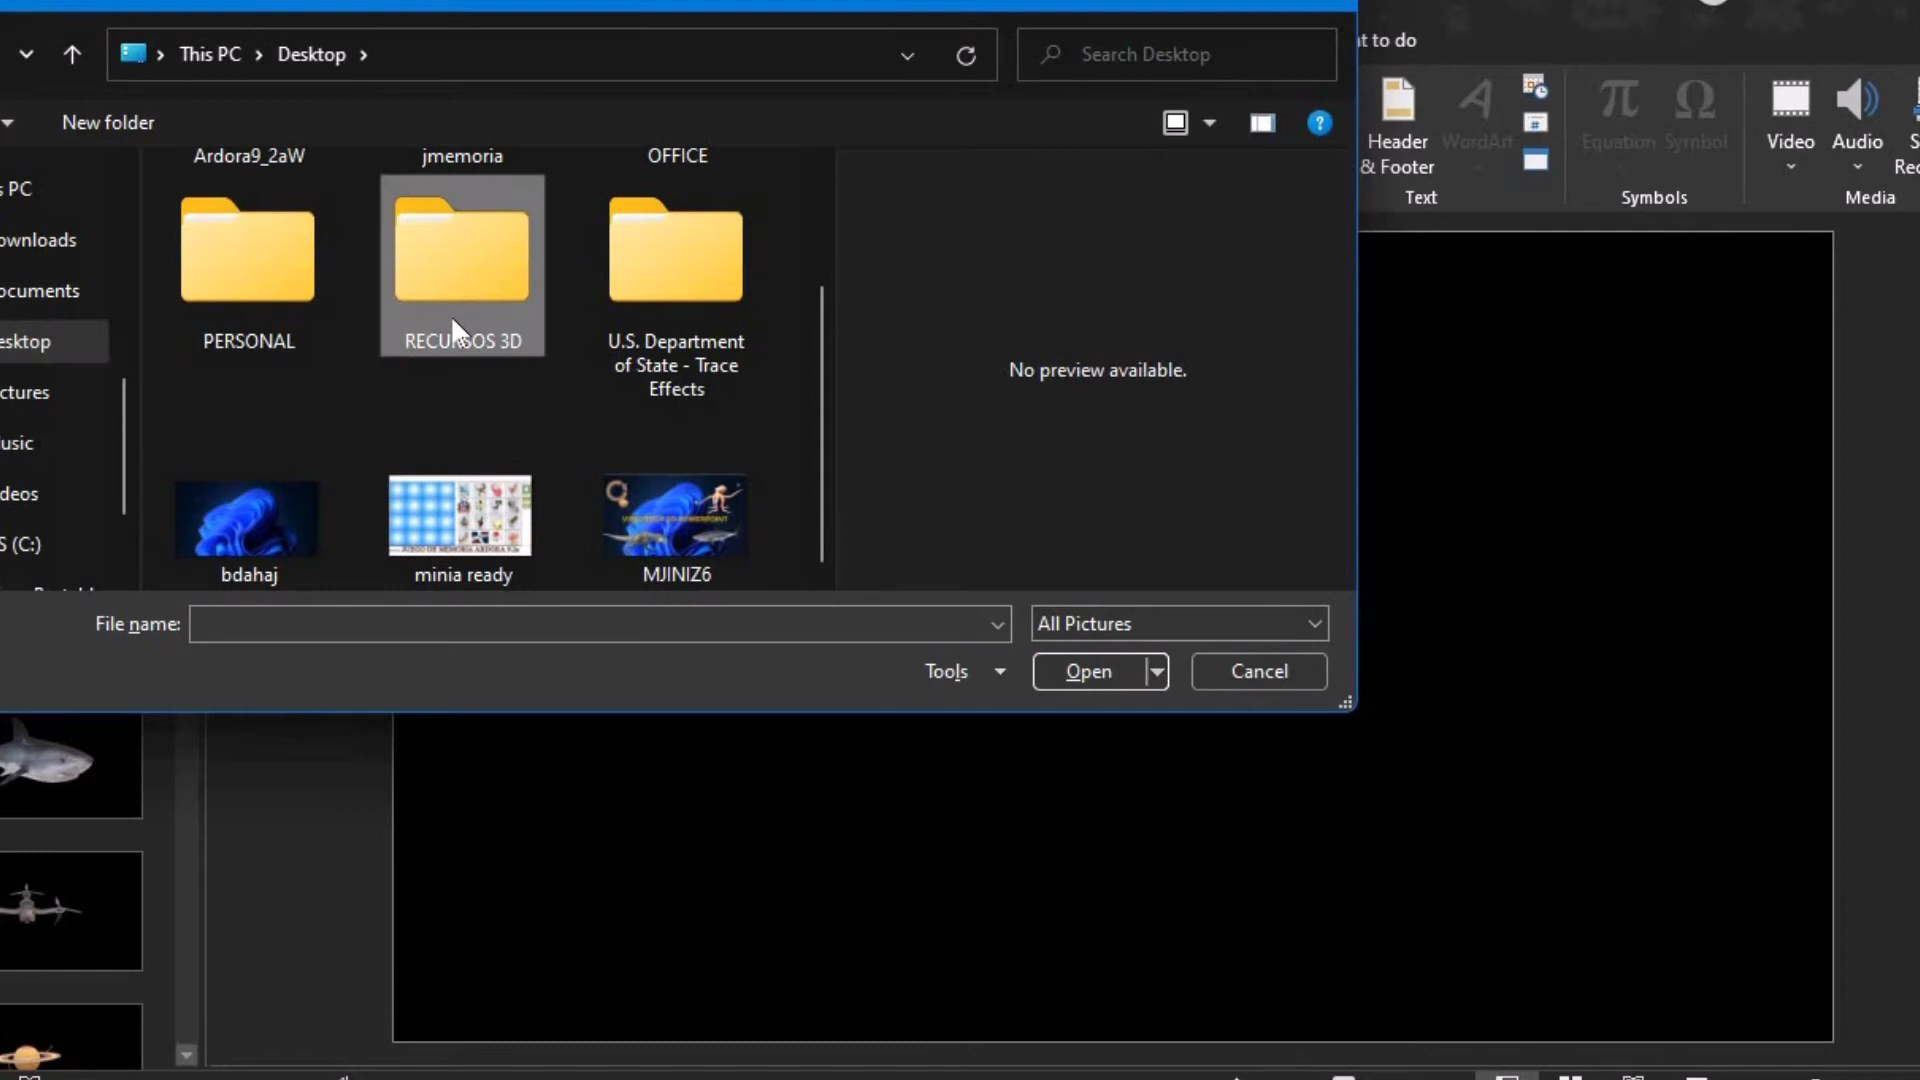 This PC
Desktop
Search Desktop
t to do
New folder
Header
& Footer
WordArt
Equation
Symbol
Video
Audio
S
Rec
Text
Symbols
Media
Ardora9_2aW
jmemoria
OFFICE
s PC
ownloads
ocuments
esktop
ctures
usic
deos
S (C:)
PERSONAL
RECURSOS 3D
U.S. Department
of State - Trace
Effects
No preview available.
bdahaj
minia ready
MJINIZ6
File name:
All Pictures
Tools
Open
Cancel